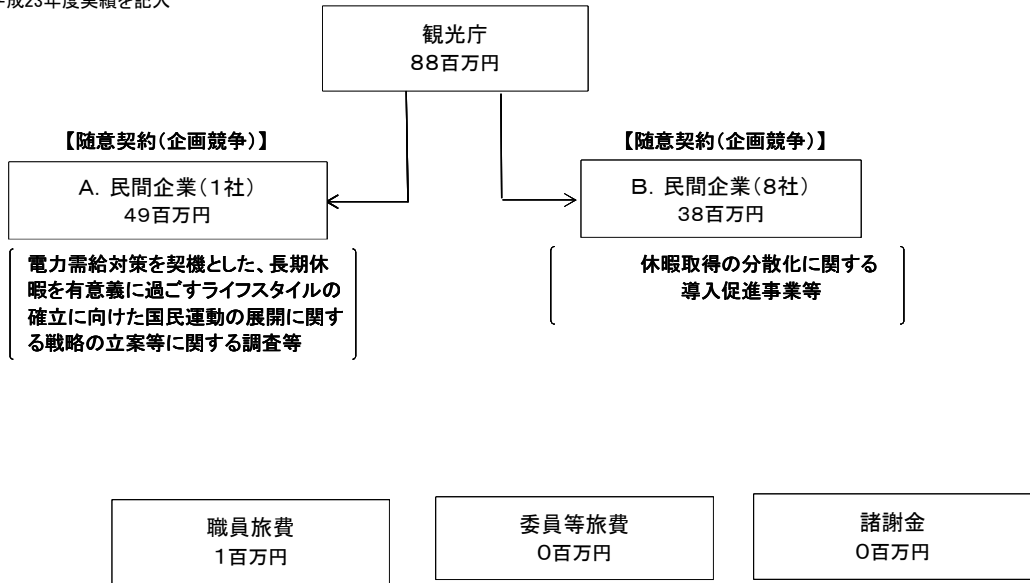 成23年度実績を記入
観光庁
88百万円
【随意契約(企画競争)】
A. 民間企業(1社)
49百万円
電力需給対策を契機とした、長期休
暇を有意義に過ごすライフスタイルの
確立に向けた国民運動の展開に関す
る戦略の立案等に関する調査等
【随意契約(企画競争)】
B. 民間企業(8社)
38百万円
休暇取得の分散化に関する
導入促進事業等
職員旅費
1百万円
委員等旅費
0百万円
諸謝金
0百万円